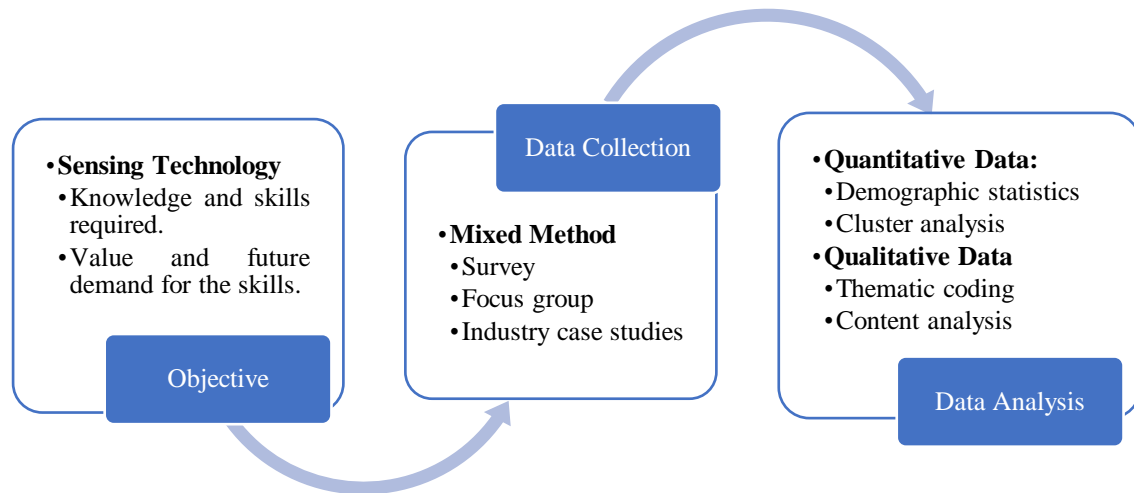 •Sensing Technology
•Knowledge and skills
required.
•Value and future
demand for the skills.
Objective
Data Collection
•Mixed Method
•Survey
•Focus group
•Industry case studies
•Quantitative Data:
•Demographic statistics
•Cluster analysis
•Qualitative Data
•Thematic coding
•Content analysis
Data Analysis